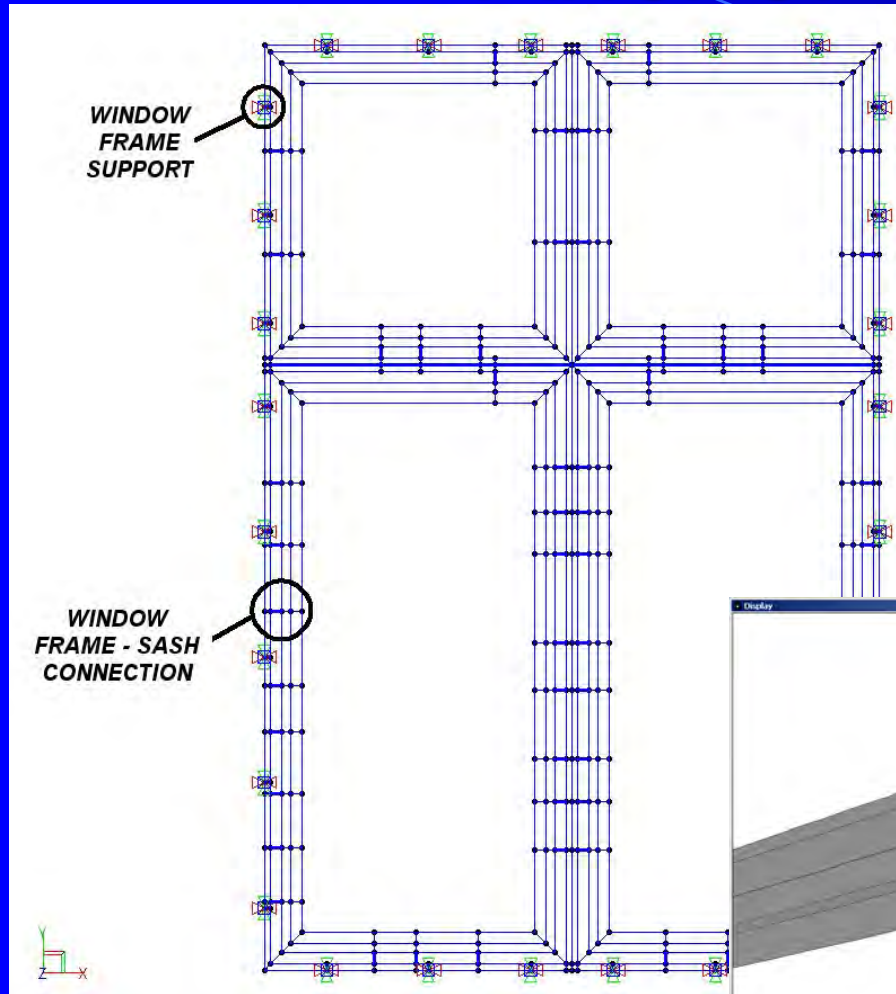 WINDOW
FRAME
SUPPORT
WINDOW
FRAME - SASH
CONNECTION
Display
Y
Z
X